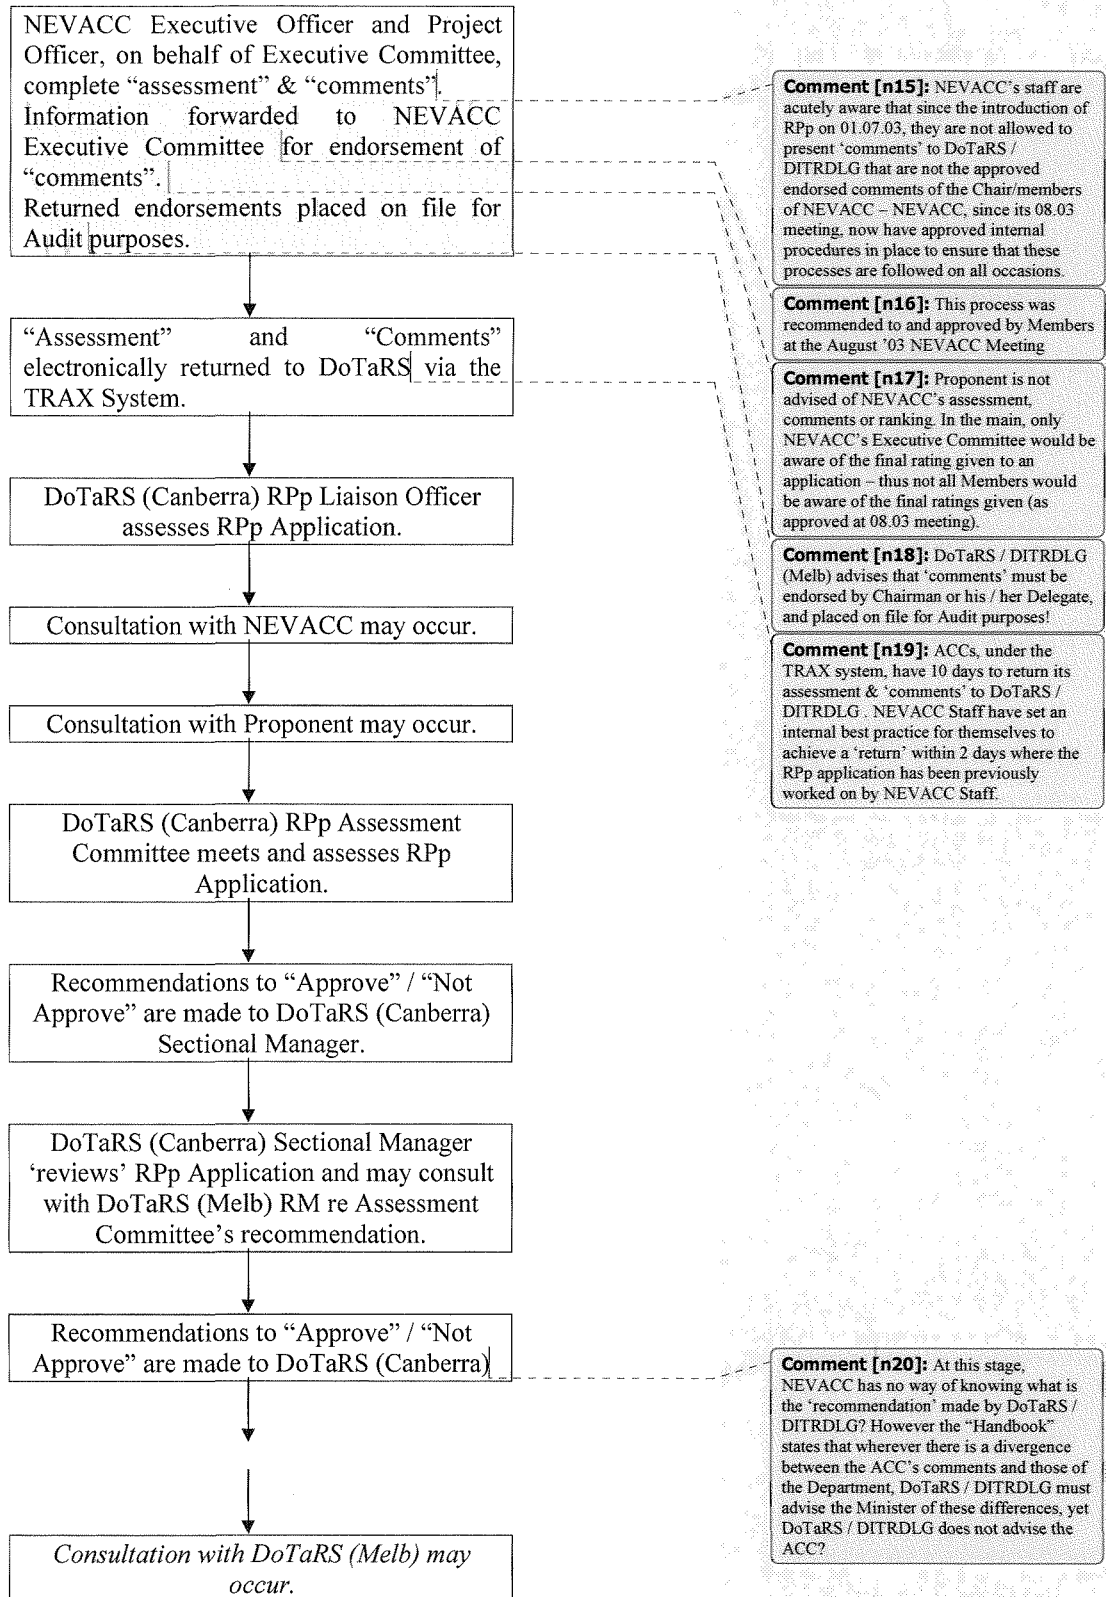 NEVACC Executive Officer and Project
Officer, on behalf of Executive Committee,
complete “assessment” & “comments”.
Information forwarded to NEVACC
Executive Committee for endorsement of
“comments”.
Returned endorsements placed on file for
Audit purposes.
“Assessment” and “Comments”
electronically returned to DoTaRS via the
TRAX System.
DoTaRS (Canberra) RPp Liaison Officer
assesses RPp Application.
Consultation with NEVACC may occur.
Consultation with Proponent may occur.
DoTaRS (Canberra) RPp Assessment
Committee meets and assesses RPp
Application.
Recommendations to “Approve” / “Not
Approve” are made to DoTaRS (Canberra)
Sectional Manager.
DoTaRS (Canberra) Sectional Manager
‘reviews’ RPp Application and may consult
with DoTaRS (Melb) RM re Assessment
Committee’s recommendation.
Recommendations to “Approve” / “Not
Approve” are made to DoTaRS (Canberra)
Consultation with DoTaRS (Melb) may
occur.
Comment [n15]: NEVACC’s staff are
acutely aware that since the introduction of
RPp on 01.07.03, they are not allowed to
present ‘comments’ to DoTaRS /
DITRDLG that are not the approved
endorsed comments of the Chair/members
of NEVACC – NEVACC, since its 08.03
meeting, now have approved internal
procedures in place to ensure that these
processes are followed on all occasions.
Comment [n16]: This process was
recommended to and approved by Members
at the August ’03 NEVACC Meeting
Comment [n17]: Proponent is not
advised of NEVACC’s assessment,
comments or ranking. In the main, only
NEVACC’s Executive Committee would be
aware of the final rating given to an
application – thus not all Members would
be aware of the final ratings given (as
approved at 08.03 meeting).
Comment [n18]: DoTaRS / DITRDLG
(Melb) advises that ‘comments’ must be
endorsed by Chairman or his / her Delegate,
and placed on file for Audit purposes!
Comment [n19]: ACCs, under the
TRAX system, have 10 days to return its
assessment & ‘comments’ to DoTaRS /
DITRDLG . NEVACC Staff have set an
internal best practice for themselves to
achieve a ‘return’ within 2 days where the
RPp application has been previously
worked on by NEVACC Staff.
Comment [n20]: At this stage,
NEVACC has no way of knowing what is
the ‘recommendation’ made by DoTaRS /
DITRDLG? However the “Handbook”
states that wherever there is a divergence
between the ACC’s comments and those of
the Department, DoTaRS / DITRDLG must
advise the Minister of these differences, yet
DoTaRS / DITRDLG does not advise the
ACC?